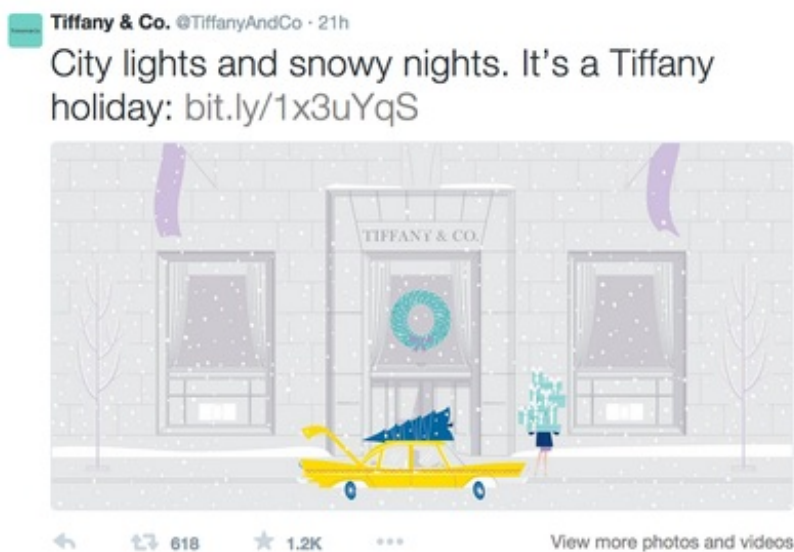 Tiffany & Co. @TiffanyAndCo · 21h
City lights and snowy nights. It's a Tiffany
holiday: bit.ly/1x3uYqS
TIFFANY & CO.
618 1.2K View more photos and videos